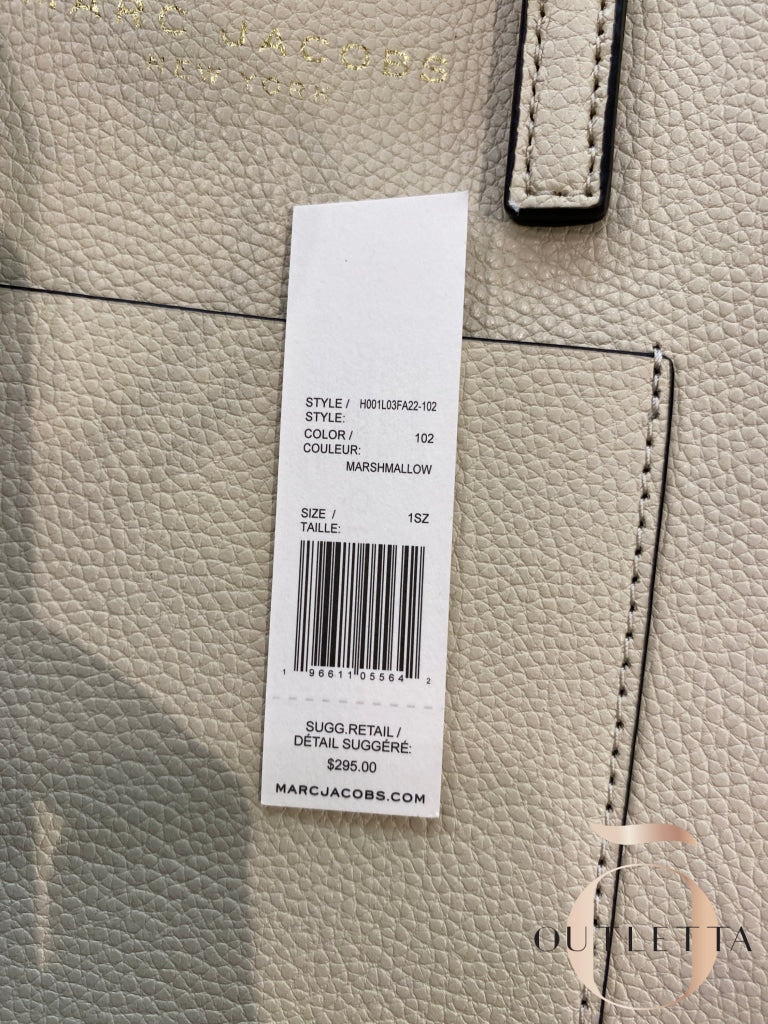 MARC JACOBS
NEW YORK
STYLE / H001L03FA22-102
STYLE:
COLOR / 102
COULEUR:
MARSHMALLOW
SIZE / 1SZ
TAILLE:
1 96611 05564 2
SUGG.RETAIL /
DÉTAIL SUGGÉRÉ:
$295.00
MARCJACOBS.COM
OUTLETTA